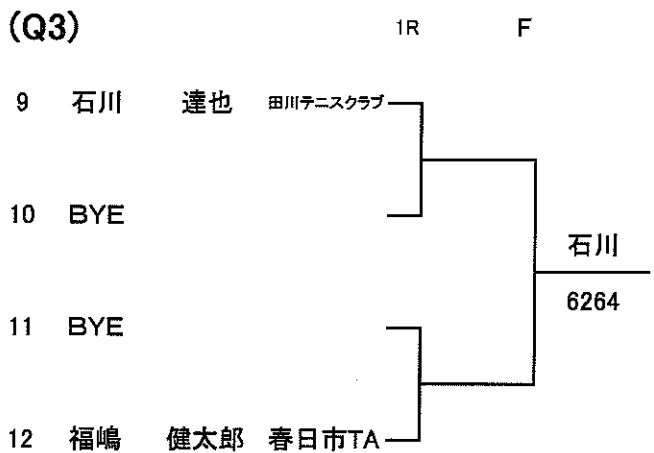 (Q3) 1R F
9 石川 達也 田川テニスクラブ
10 BYE
石川
6264
11 BYE
12 福嶋 健太郎 春日市TA